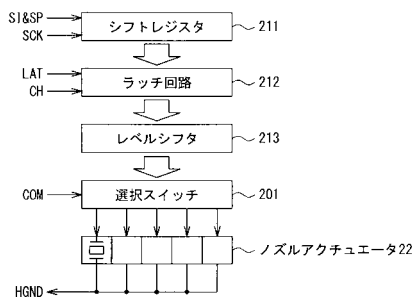 SI&SP
SCK
シフトレジスタ
211
LAT
CH
ラッチ回路
212
レベルシフタ
213
COM
選択スイッチ
201
ノズルアクチュエータ22
HGND